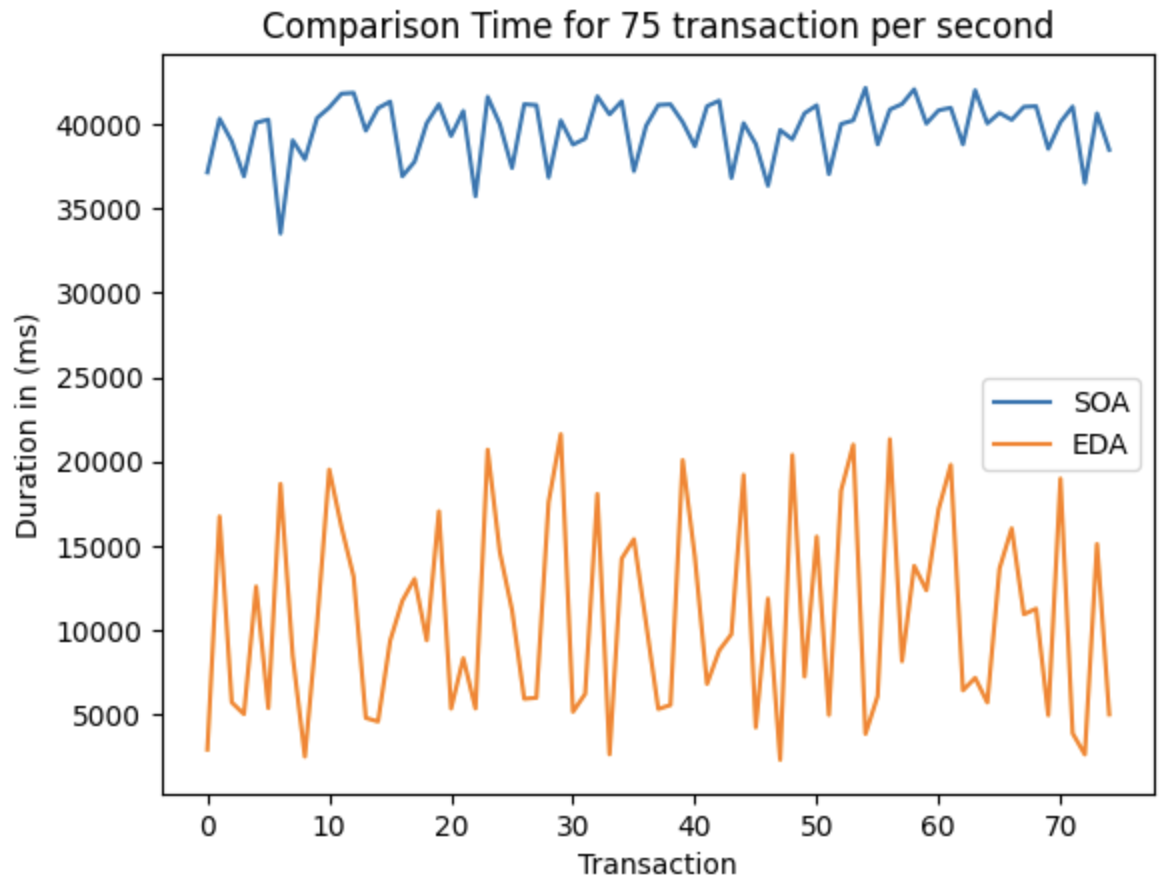 Comparison Time for 75 transaction per second
Duration in (ms)
40000
35000
30000
25000
20000
15000
10000
5000
SOA
EDA
0 10 20 30 40 50 60 70
Transaction